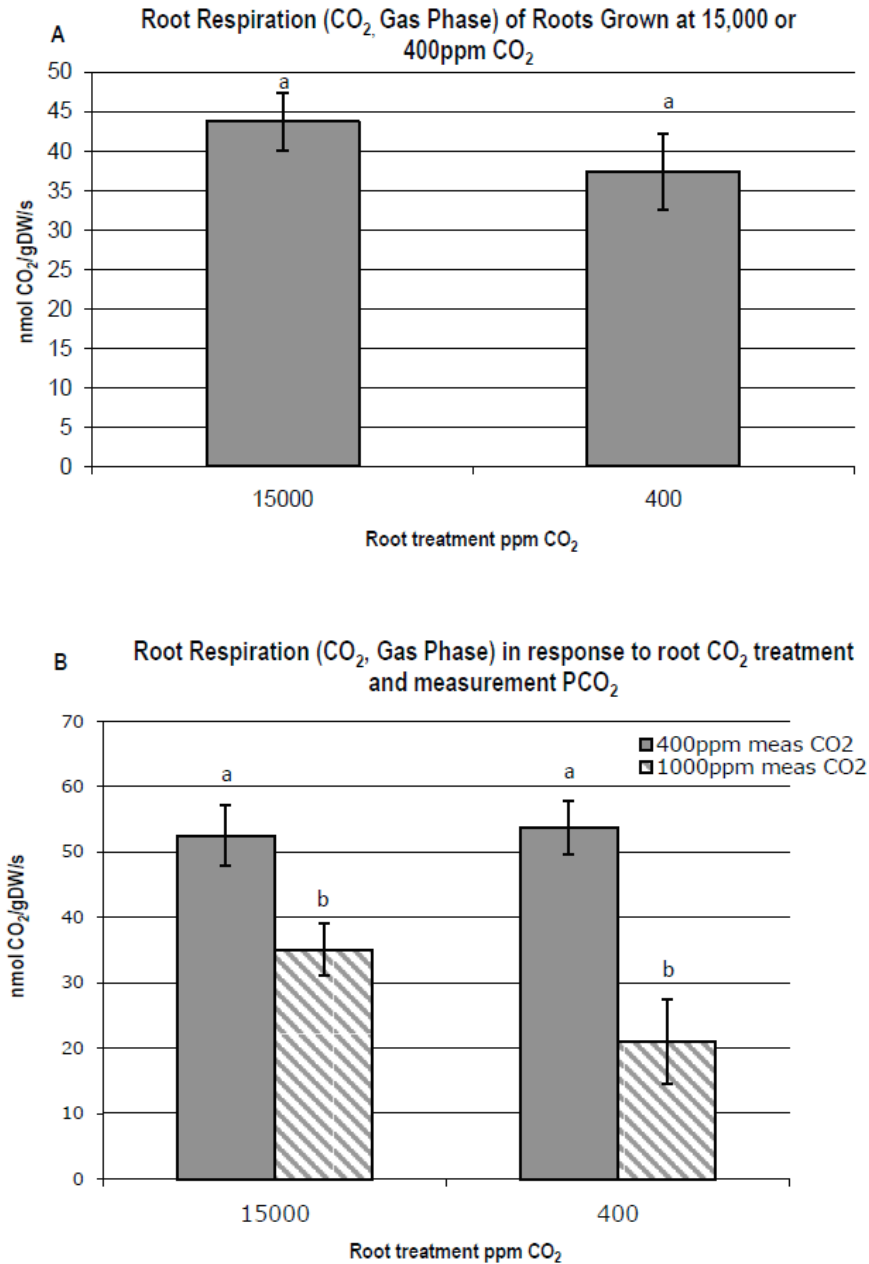 A
Root Respiration (CO₂, Gas Phase) of Roots Grown at 15,000 or
400ppm CO₂
50
45
40
35
30
25
20
15
10
5
0
nmol CO₂/gDW/s
a
a
15000
400
Root treatment ppm CO₂
B
Root Respiration (CO₂, Gas Phase) in response to root CO₂ treatment
and measurement PCO₂
70
60
50
40
30
20
10
0
nmol CO₂/gDW/s
400ppm meas CO2
1000ppm meas CO2
a
b
a
b
15000
400
Root treatment ppm CO₂